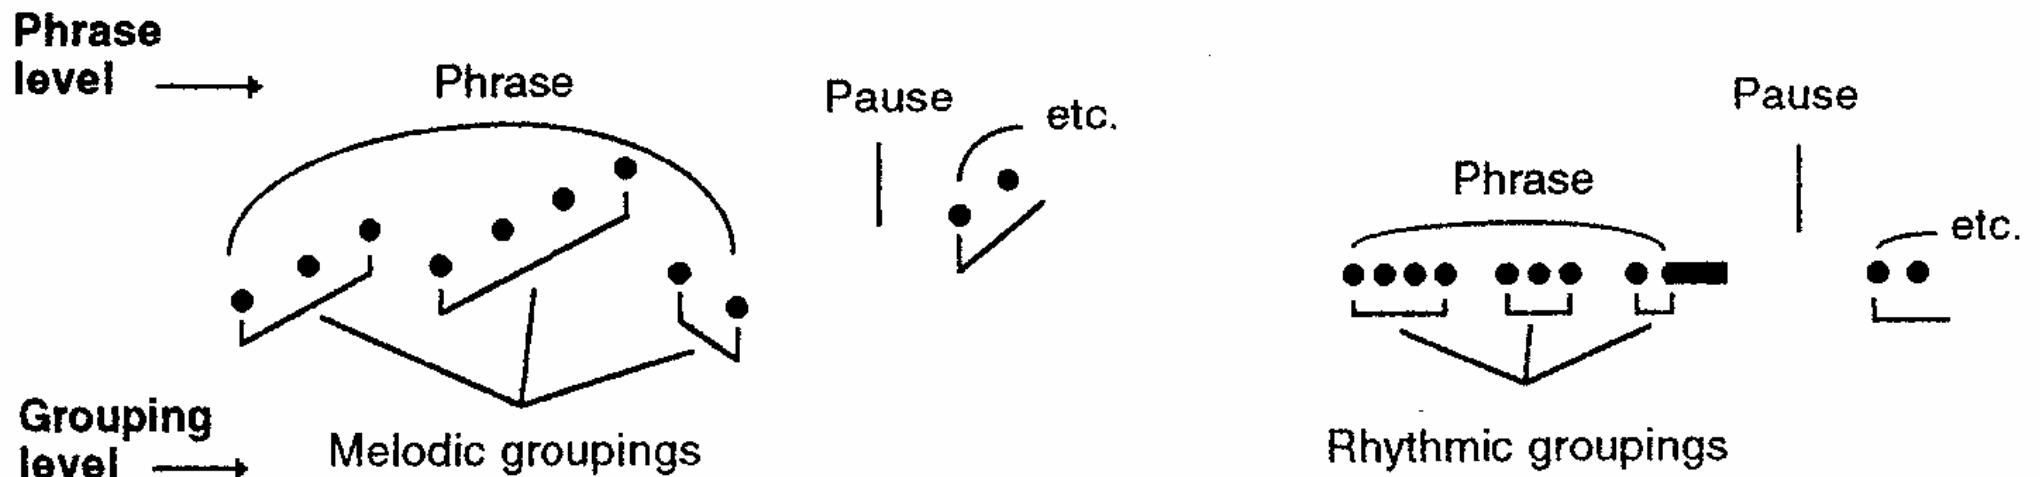 Phrase
level
Phrase
Pause
etc.
Phrase
Pause
etc.
Grouping
level
Melodic groupings
Rhythmic groupings